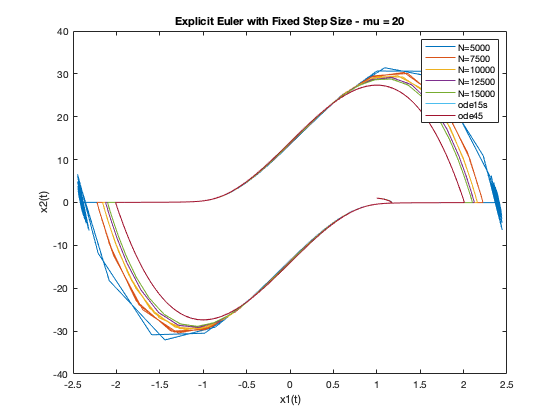 Explicit Euler with Fixed Step Size - mu = 20
40
30
20
10
0
-10
-20
-30
-40
x2(t)
N=5000
N=7500
N=10000
N=12500
N=15000
ode15s
ode45
-2.5 -2 -1.5 -1 -0.5 0 0.5 1 1.5 2 2.5
x1(t)